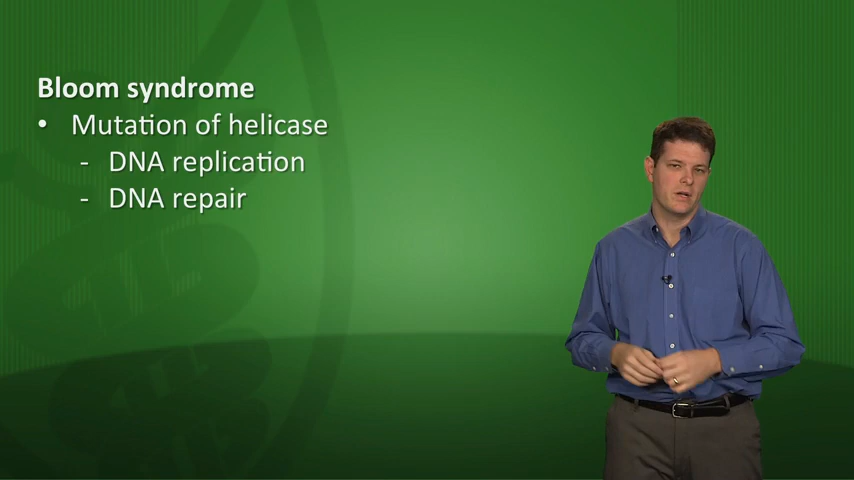 Bloom syndrome
• Mutation of helicase
- DNA replication
- DNA repair